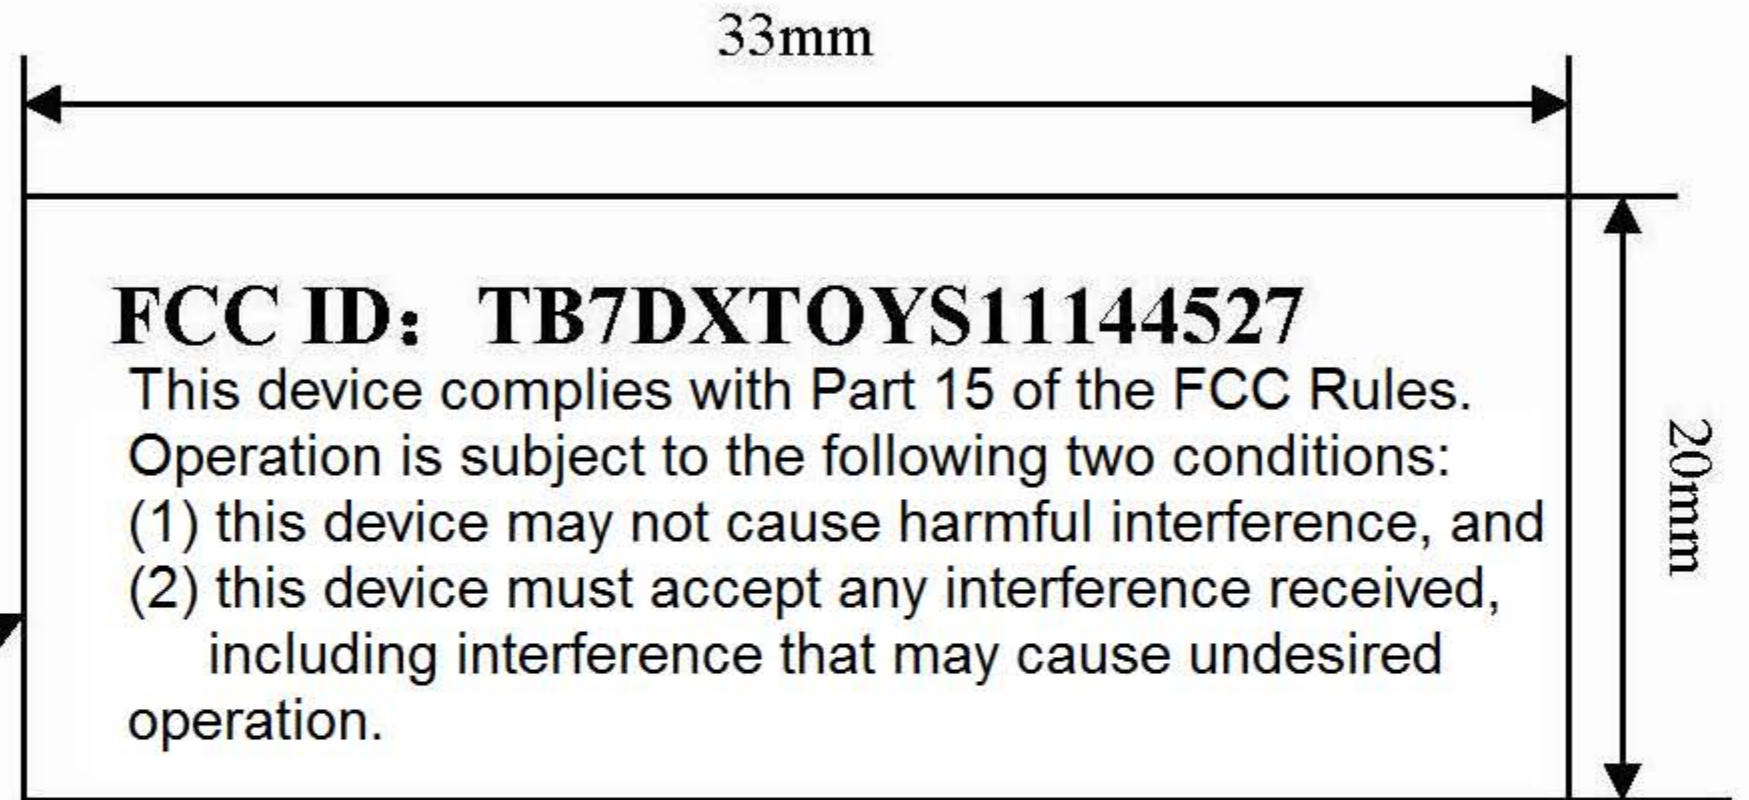 33mm
FCC ID： TB7DXTOYS11144527
This device complies with Part 15 of the FCC Rules.
Operation is subject to the following two conditions:
(1) this device may not cause harmful interference, and
(2) this device must accept any interference received,
including interference that may cause undesired
operation.
20mm